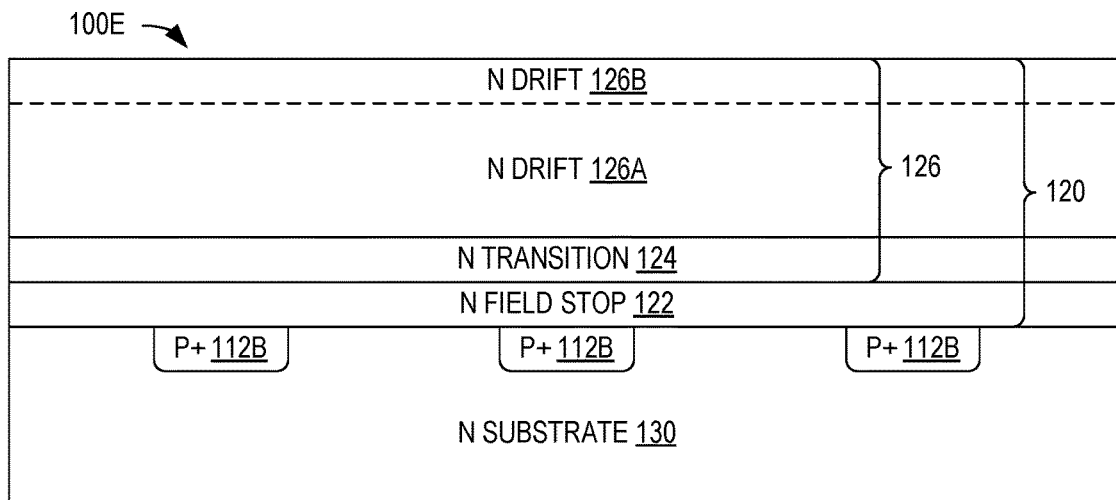 100E
N DRIFT 126B
N DRIFT 126A
126
120
N TRANSITION 124
N FIELD STOP 122
P+ 112B P+ 112B P+ 112B
N SUBSTRATE 130